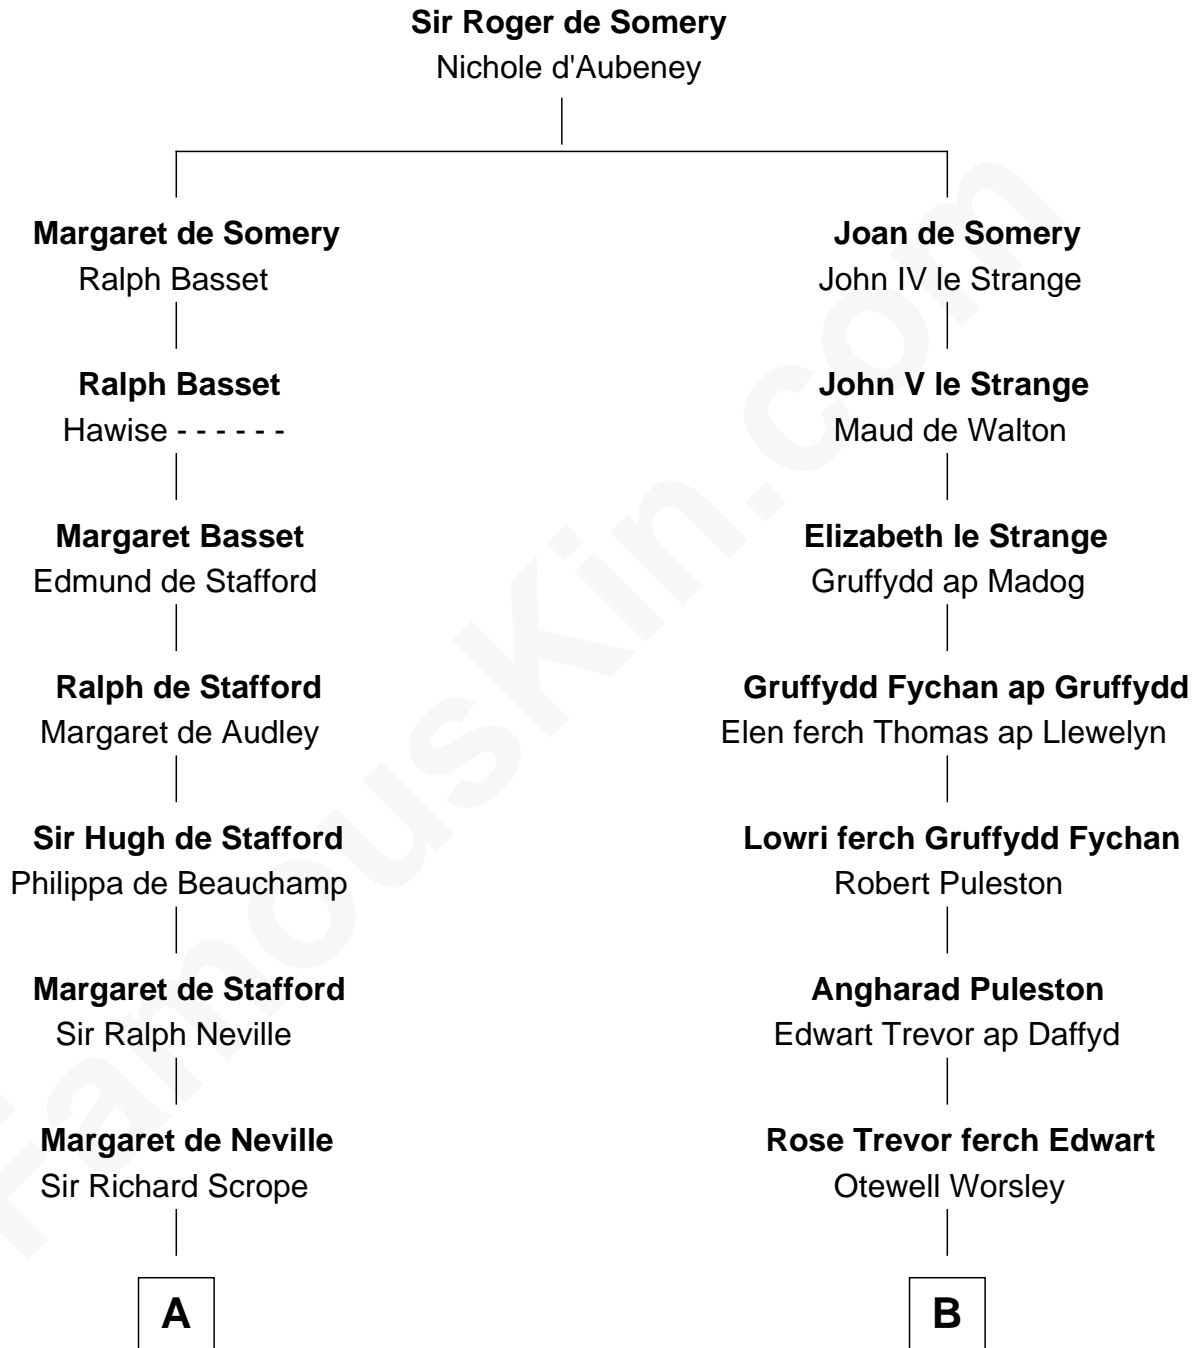 Sir Roger de Somery
Nichole d'Aubeney
Margaret de Somery
Ralph Basset
Joan de Somery
John IV le Strange
Ralph Basset
Hawise - - - - - -
John V le Strange
Maud de Walton
Margaret Basset
Edmund de Stafford
Elizabeth le Strange
Gruffydd ap Madog
Ralph de Stafford
Margaret de Audley
Gruffydd Fychan ap Gruffydd
Elen ferch Thomas ap Llewelyn
Sir Hugh de Stafford
Philippa de Beauchamp
Lowri ferch Gruffydd Fychan
Robert Puleston
Margaret de Stafford
Sir Ralph Neville
Angharad Puleston
Edwart Trevor ap Daffyd
Margaret de Neville
Sir Richard Scrope
Rose Trevor ferch Edwart
Otewell Worsley
A
B
FamousKin.com